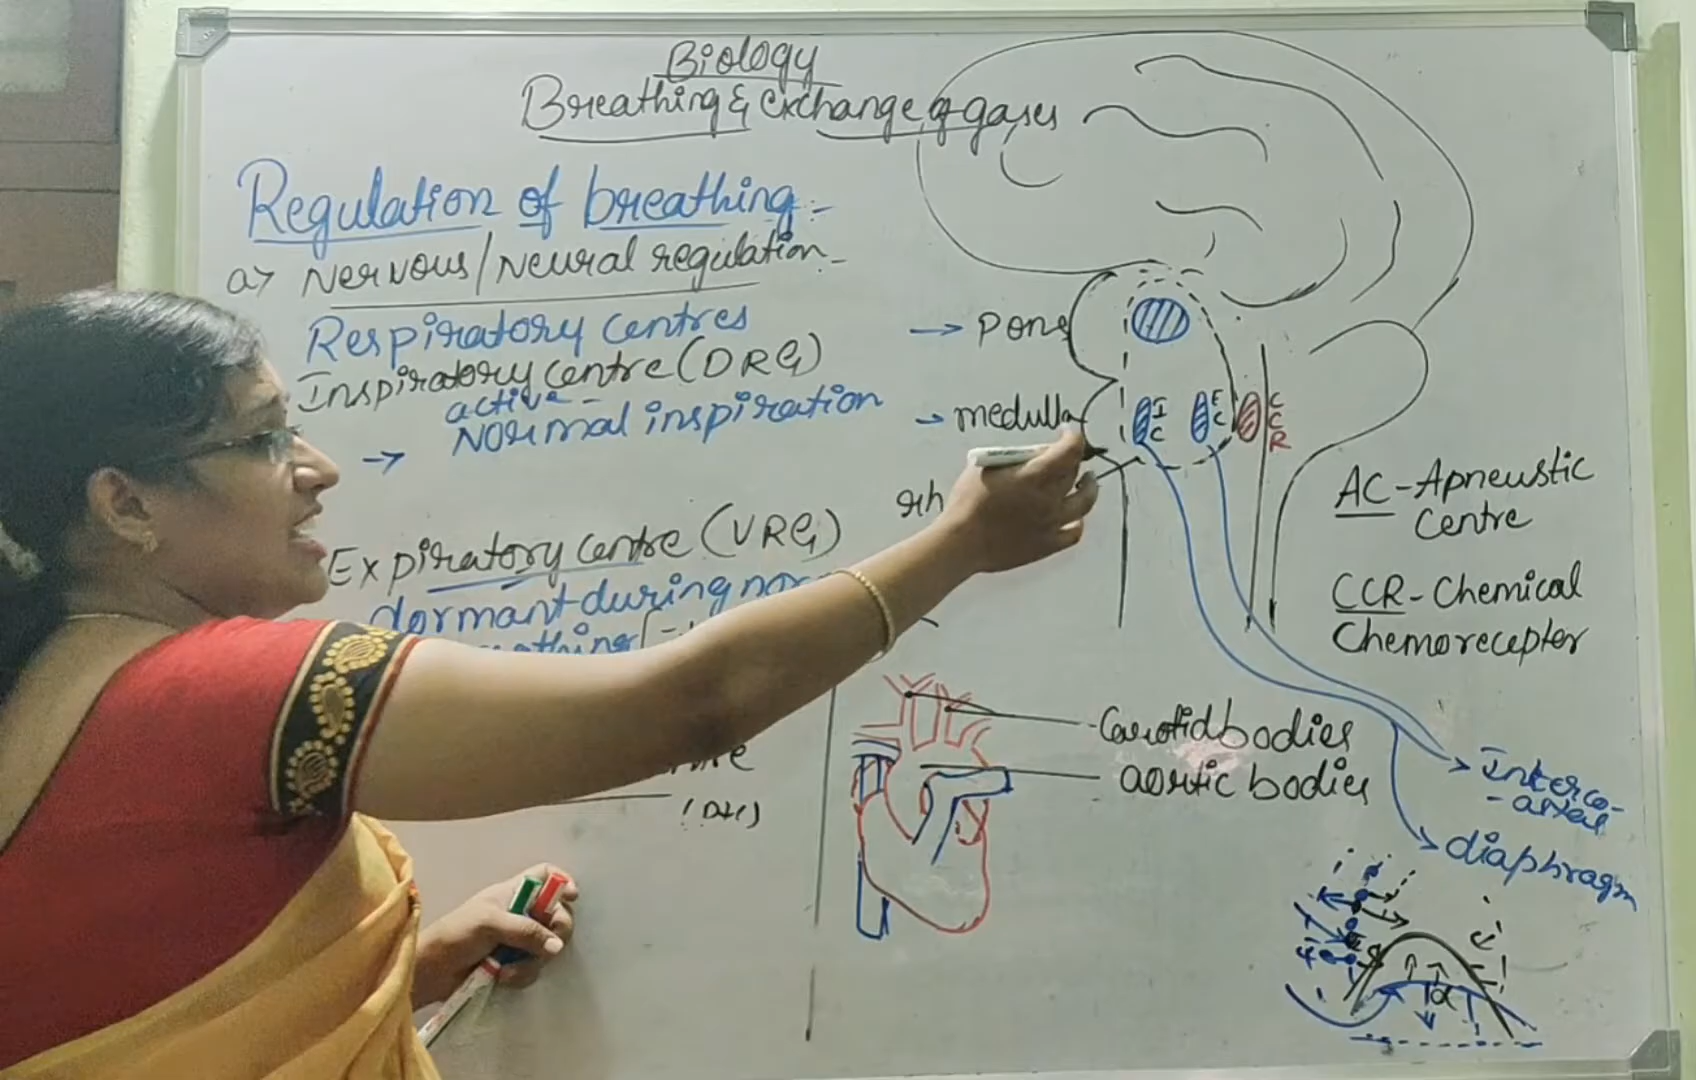 Biology
Breathing & exchange of gases
Regulation of breathing:-
a> Nervous/Neural regulation-
Respiratory centres
Inspiratory centre (DRG)
active-
→ Normal inspiration
Expiratory centre (VRG)
dormant during
→ Pons
→ medulla
I C
E C
C C R
AC - Apneustic
Centre
CCR - Chemical
Chemorecepter
Carotid bodies
aortic bodies
→ Interco-
-astal
→ diaphragm